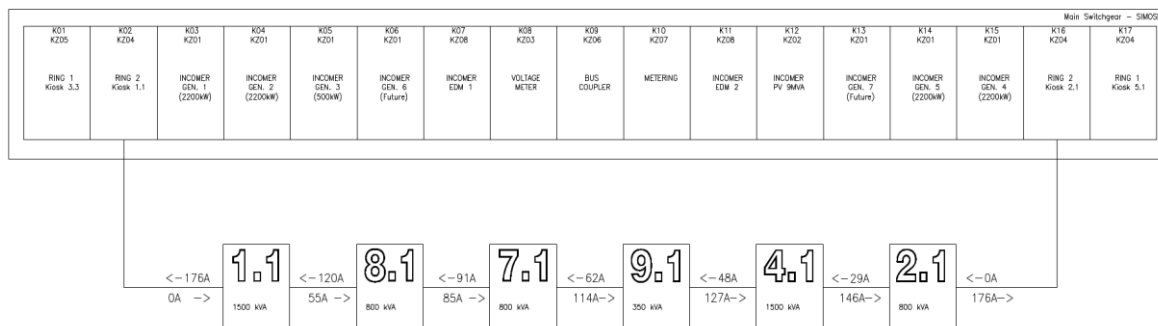 Main Switchgear - SIMOS
K01 K02 K03 K04 K05 K06 K07 K08 K09 K10 K11 K12 K13 K14 K15 K16 K17
KZ05 KZ04 KZ01 KZ01 KZ01 KZ01 KZ08 KZ03 KZ06 KZ07 KZ08 KZ02 KZ01 KZ01 KZ01 KZ04 KZ04
RING 1 RING 2 INCOMER INCOMER INCOMER INCOMER INCOMER VOLTAGE BUS METERING INCOMER INCOMER INCOMER INCOMER INCOMER RING 2 RING 1
Kiosk 3.3 Kiosk 1.1 GEN. 1 GEN. 2 GEN. 3 GEN. 6 EDM 1 METER COUPLER EDM 2 PV 9MVA GEN. 7 GEN. 5 GEN. 4 Kiosk 2.1 Kiosk 5.1
(2200kW) (2200kW) (500kW) (Future) (Future) (2200kW) (2200kW)
1.1 8.1 7.1 9.1 4.1 2.1
<-176A <-120A <-91A <-62A <-48A <-29A <-0A
0A -> 55A -> 85A -> 114A-> 127A-> 146A-> 176A->
1500 kVA 800 kVA 800 kVA 350 kVA 1500 kVA 800 kVA